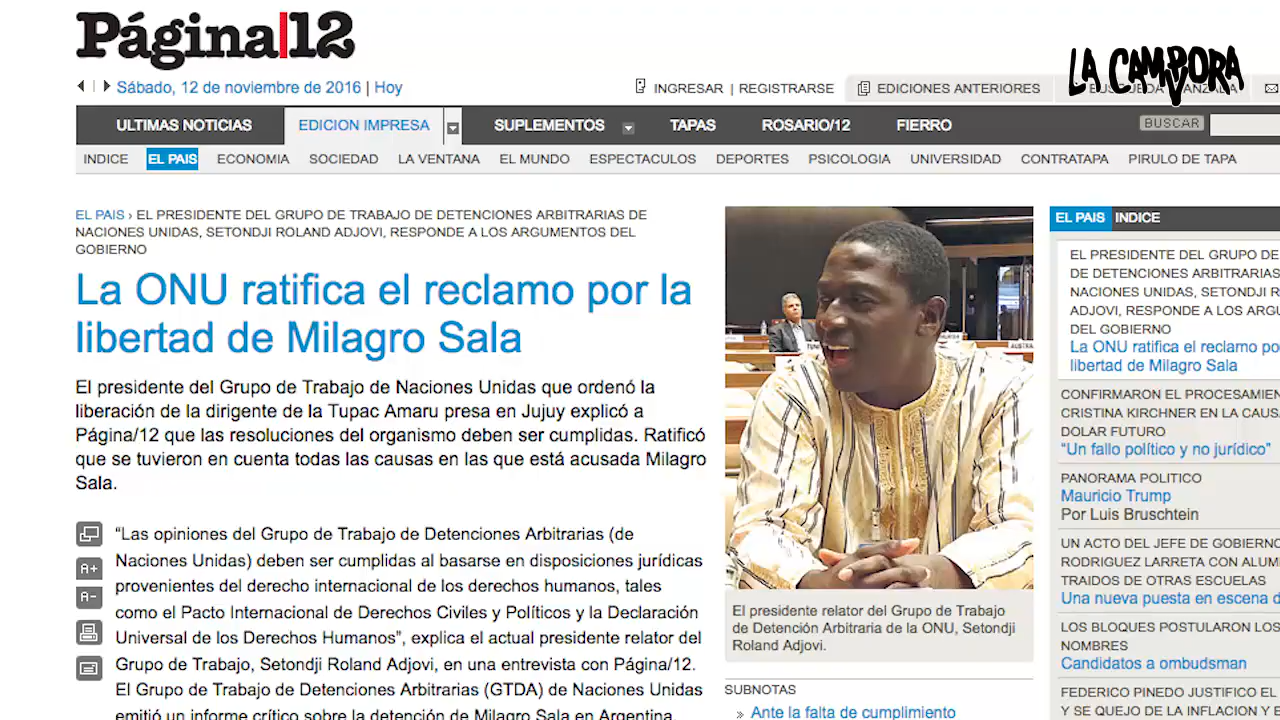 Página|12
LA CAMPORA
Sábado, 12 de noviembre de 2016 | Hoy
INGRESAR | REGISTRARSE
EDICIONES ANTERIORES
ULTIMAS NOTICIAS
EDICION IMPRESA
SUPLEMENTOS
TAPAS
ROSARIO/12
FIERRO
BUSCAR
INDICE
EL PAIS
ECONOMIA
SOCIEDAD
LA VENTANA
EL MUNDO
ESPECTACULOS
DEPORTES
PSICOLOGIA
UNIVERSIDAD
CONTRATAPA
PIRULO DE TAPA
EL PAIS › EL PRESIDENTE DEL GRUPO DE TRABAJO DE DETENCIONES ARBITRARIAS DE
NACIONES UNIDAS, SETONDJI ROLAND ADJOVI, RESPONDE A LOS ARGUMENTOS DEL
GOBIERNO
La ONU ratifica el reclamo por la
libertad de Milagro Sala
El presidente del Grupo de Trabajo de Naciones Unidas que ordenó la
liberación de la dirigente de la Tupac Amaru presa en Jujuy explicó a
Página/12 que las resoluciones del organismo deben ser cumplidas. Ratificó
que se tuvieron en cuenta todas las causas en las que está acusada Milagro
Sala.
A+
A-
“Las opiniones del Grupo de Trabajo de Detenciones Arbitrarias (de
Naciones Unidas) deben ser cumplidas al basarse en disposiciones jurídicas
provenientes del derecho internacional de los derechos humanos, tales
como el Pacto Internacional de Derechos Civiles y Políticos y la Declaración
Universal de los Derechos Humanos”, explica el actual presidente relator del
Grupo de Trabajo, Setondji Roland Adjovi, en una entrevista con Página/12.
El Grupo de Trabajo de Detenciones Arbitrarias (GTDA) de Naciones Unidas
emitió un informe crítico sobre la detención de Milagro Sala en Argentina.
El presidente relator del Grupo de Trabajo
de Detención Arbitraria de la ONU, Setondji
Roland Adjovi.
SUBNOTAS
» Ante la falta de cumplimiento
EL PAIS INDICE
EL PRESIDENTE DEL GRUPO DE
DE DETENCIONES ARBITRARIAS
NACIONES UNIDAS, SETONDJI R
ADJOVI, RESPONDE A LOS ARGU
DEL GOBIERNO
La ONU ratifica el reclamo po
libertad de Milagro Sala
CONFIRMARON EL PROCESAMIEN
CRISTINA KIRCHNER EN LA CAUSA
DOLAR FUTURO
“Un fallo político y no jurídico”
PANORAMA POLITICO
Mauricio Trump
Por Luis Bruschtein
UN ACTO DEL JEFE DE GOBIERNO
RODRIGUEZ LARRETA CON ALUM
TRAIDOS DE OTRAS ESCUELAS
Una nueva puesta en escena d
LOS BLOQUES POSTULARON LOS
NOMBRES
Candidatos a ombudsman
FEDERICO PINEDO JUSTIFICO EL
Y SE QUEJO DE LA INFLACION Y E